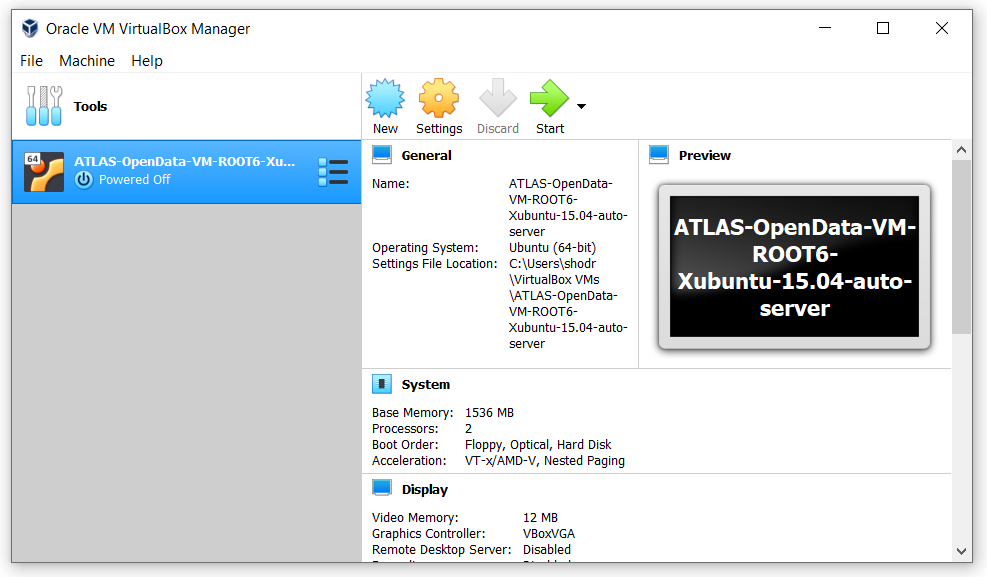 Oracle VM VirtualBox Manager
File Machine Help
Tools
New Settings Discard Start
64
ATLAS-OpenData-VM-ROOT6-Xu...
Powered Off
General
Name: ATLAS-OpenData-
VM-ROOT6-
Xubuntu-15.04-auto-
server
Operating System: Ubuntu (64-bit)
Settings File Location: C:\Users\shodr
\VirtualBox VMs
\ATLAS-OpenData-
VM-ROOT6-
Xubuntu-15.04-auto-
server
Preview
ATLAS-OpenData-VM-
ROOT6-
Xubuntu-15.04-auto-
server
System
Base Memory: 1536 MB
Processors: 2
Boot Order: Floppy, Optical, Hard Disk
Acceleration: VT-x/AMD-V, Nested Paging
Display
Video Memory: 12 MB
Graphics Controller: VBoxVGA
Remote Desktop Server: Disabled